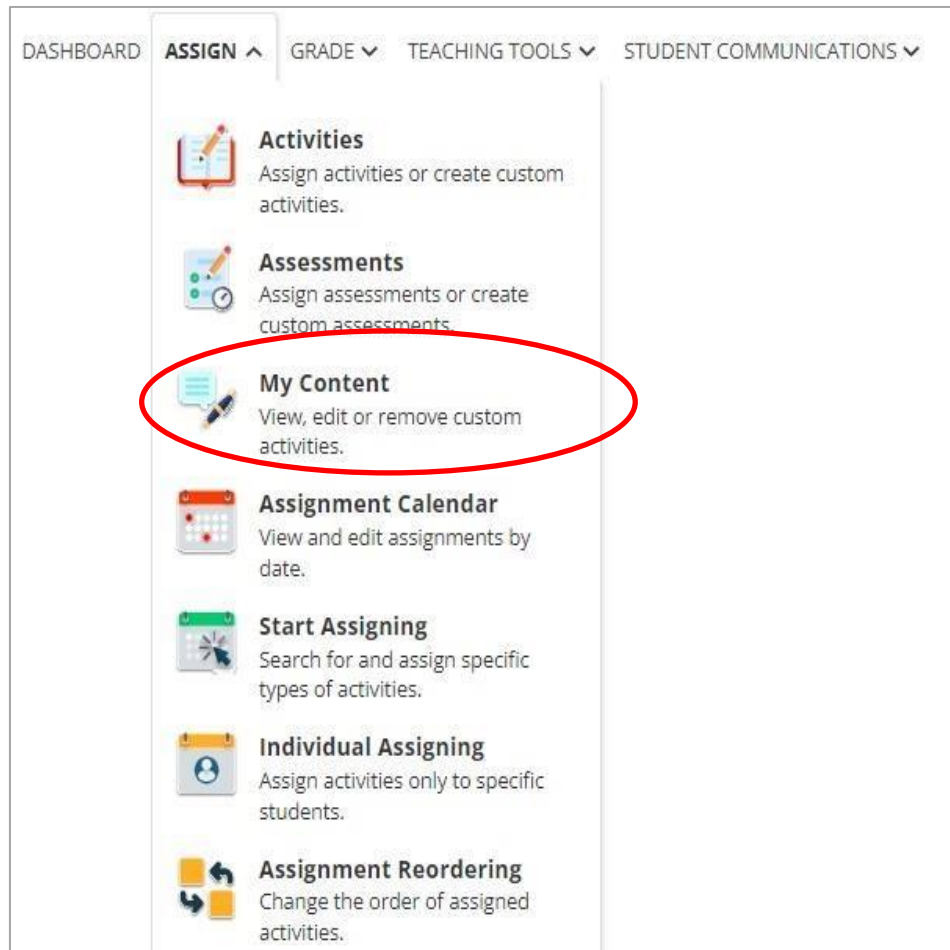 DASHBOARD ASSIGN GRADE TEACHING TOOLS STUDENT COMMUNICATIONS
Activities
Assign activities or create custom
activities.
Assessments
Assign assessments or create
custom assessments.
My Content
View, edit or remove custom
activities.
Assignment Calendar
View and edit assignments by
date.
Start Assigning
Search for and assign specific
types of activities.
Individual Assigning
Assign activities only to specific
students.
Assignment Reordering
Change the order of assigned
activities.